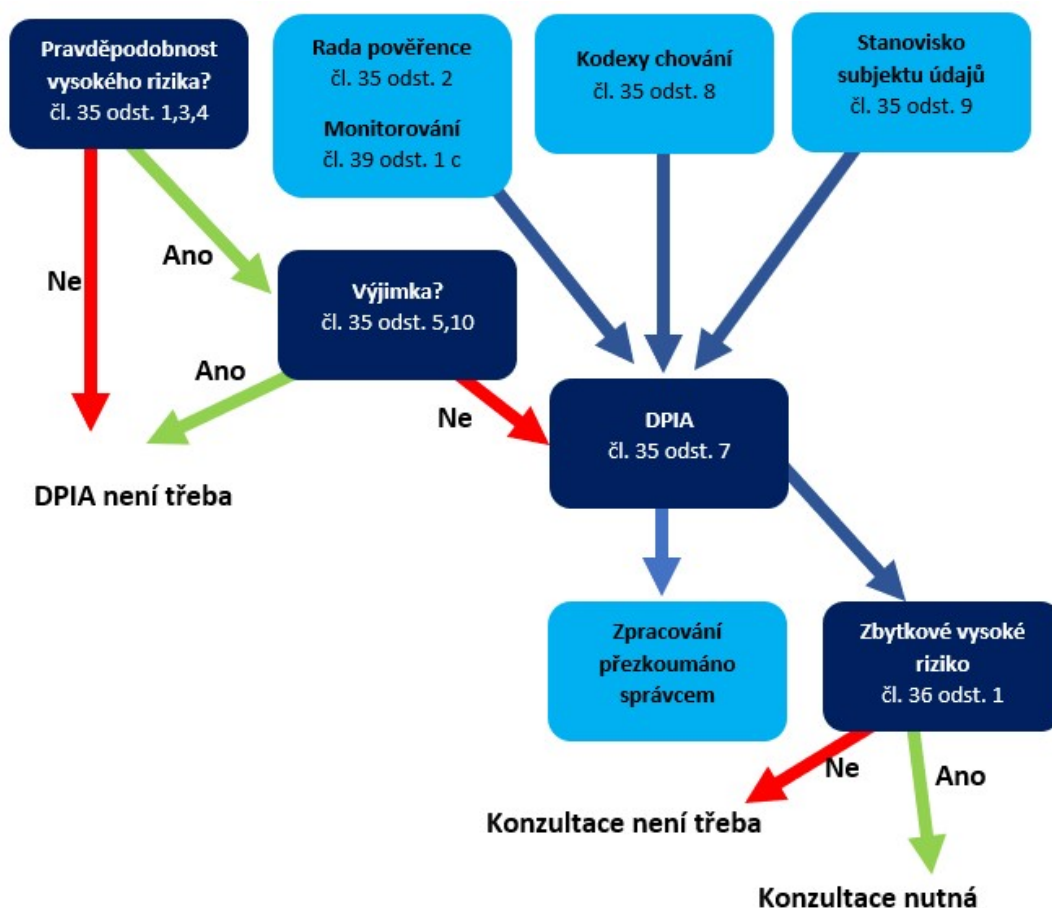 Pravděpodobnost
vysokého rizika?
čl. 35 odst. 1,3,4
Rada pověřence
čl. 35 odst. 2
Monitorování
čl. 39 odst. 1 c
Kodexy chování
čl. 35 odst. 8
Stanovisko
subjektu údajů
čl. 35 odst. 9
Ne
Ano
Výjimka?
čl. 35 odst. 5,10
Ano
Ne
DPIA
čl. 35 odst. 7
DPIA není třeba
Zpracování
přezkoumáno
správcem
Zbytkové vysoké
riziko
čl. 36 odst. 1
Ne
Ano
Konzultace není třeba
Konzultace nutná